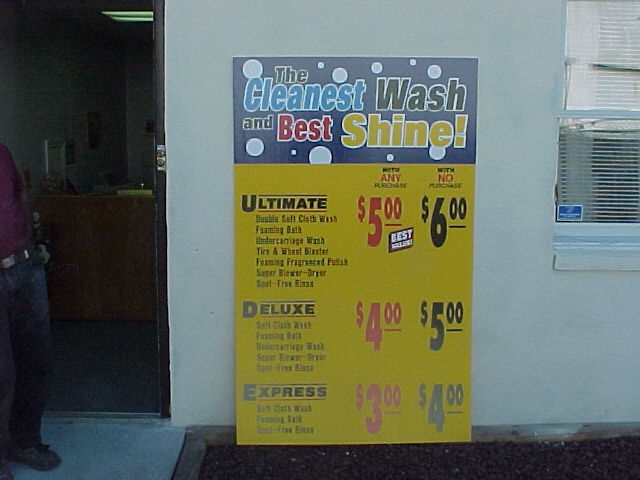 The
Cleanest Wash
and Best Shine!
WITH ANY PURCHASE
WITH NO PURCHASE
ULTIMATE $5.00 $6.00
Double Soft Cloth Wash
Foaming Bath
Undercarriage Wash
Tire & Wheel Blaster
Foaming Fragranced Polish
Super Blower-Dryer
Spot-Free Rinse
BEST
DELUXE $4.00 $5.00
Soft Cloth Wash
Foaming Bath
Undercarriage Wash
Super Blower-Dryer
Spot-Free Rinse
EXPRESS $3.00 $4.00
Soft Cloth Wash
Foaming Bath
Spot-Free Rinse